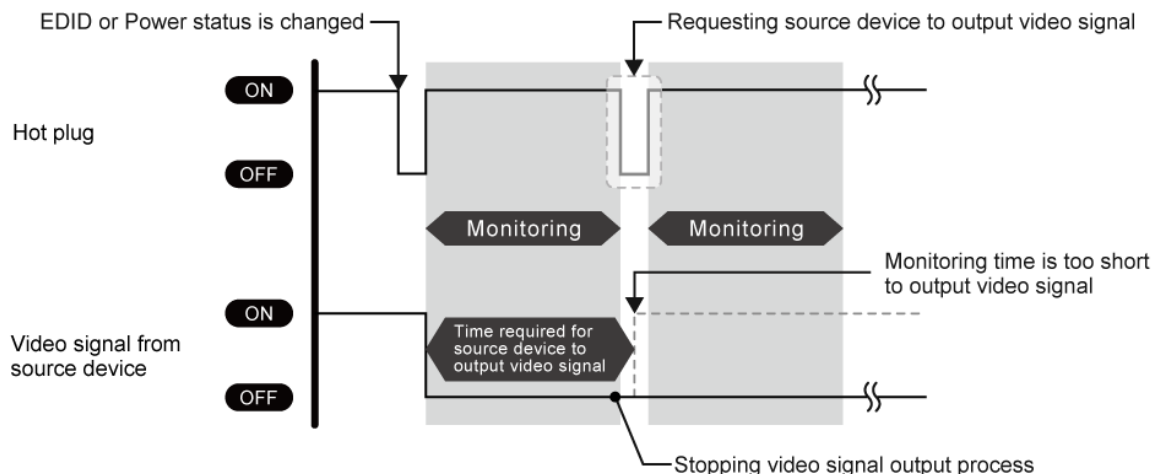 EDID or Power status is changed
Requesting source device to output video signal
ON
Hot plug
OFF
Monitoring
Monitoring
Monitoring time is too short
to output video signal
ON
Video signal from
source device
Time required for
source device to
output video signal
OFF
Stopping video signal output process